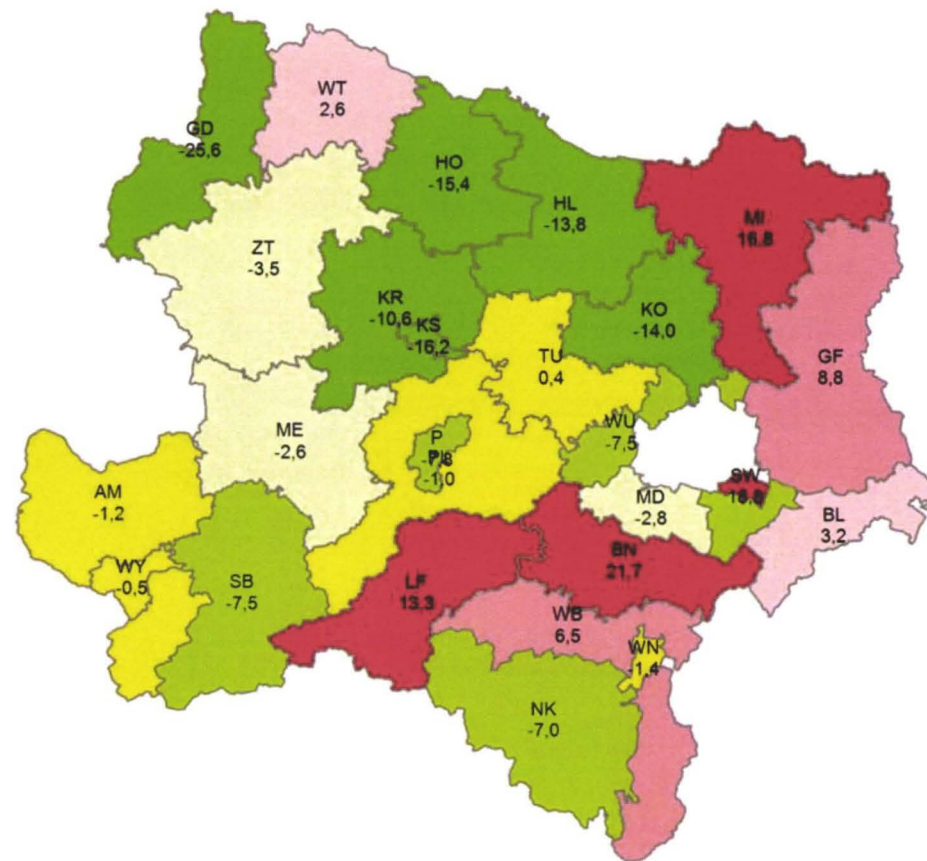 WT
2,6
GD
-25,6
HO
-15,4
HL
-13,8
MI
16,8
ZT
-3,5
KR
-10,6
KS
-16,2
KO
-14,0
TU
0,4
GF
8,8
ME
-2,6
P
-1,0
WU
-7,5
AM
-1,2
SW
MD
-2,8
BL
3,2
WY
-0,5
SB
-7,5
LF
13,3
BN
21,7
WB
6,5
WN
-1,4
NK
-7,0